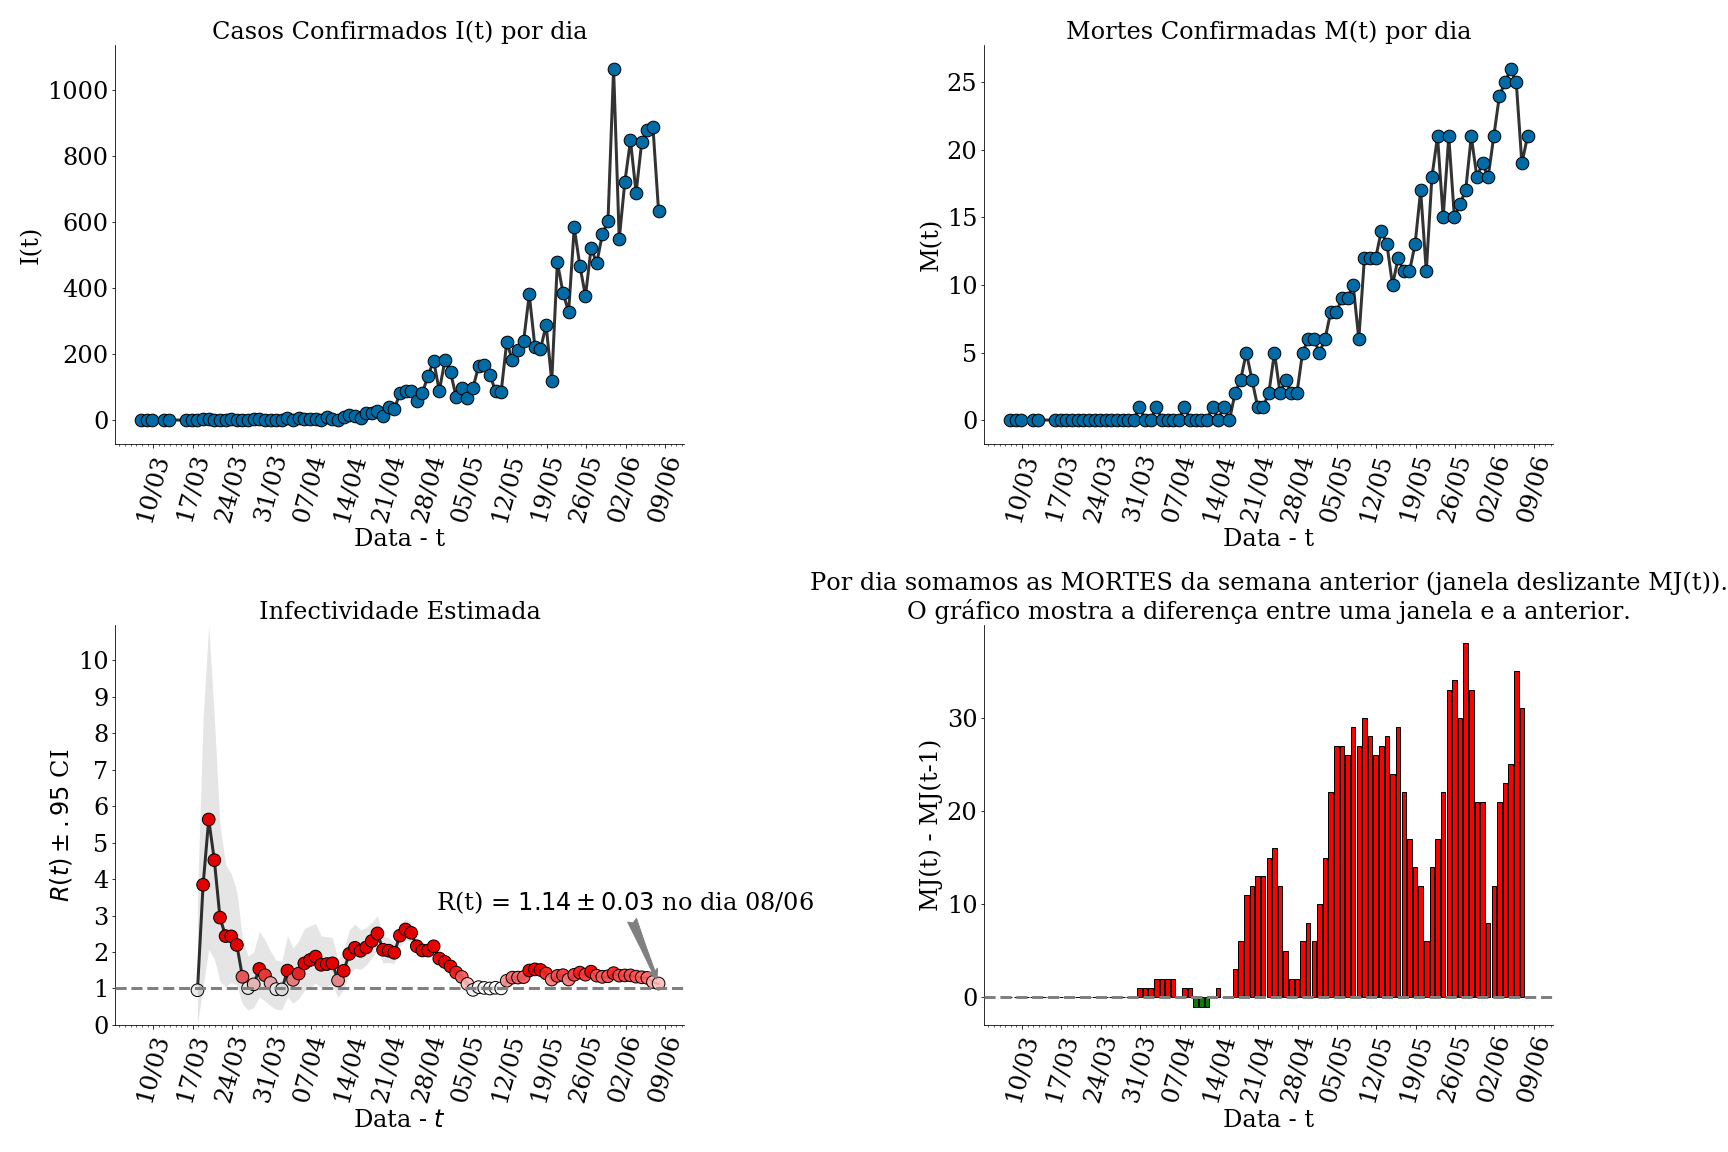 Casos Confirmados I(t) por dia
I(t)
1000
800
600
400
200
0
10/03 17/03 24/03 31/03 07/04 14/04 21/04 28/04 05/05 12/05 19/05 26/05 02/06 09/06
Data - t
Mortes Confirmadas M(t) por dia
M(t)
25
20
15
10
5
0
10/03 17/03 24/03 31/03 07/04 14/04 21/04 28/04 05/05 12/05 19/05 26/05 02/06 09/06
Data - t
Infectividade Estimada
R(t) ± .95 CI
10
9
8
7
6
5
4
3
2
1
0
R(t) = 1.14 ± 0.03 no dia 08/06
10/03 17/03 24/03 31/03 07/04 14/04 21/04 28/04 05/05 12/05 19/05 26/05 02/06 09/06
Data - t
Por dia somamos as MORTES da semana anterior (janela deslizante MJ(t)).
O gráfico mostra a diferença entre uma janela e a anterior.
MJ(t) - MJ(t-1)
30
20
10
0
10/03 17/03 24/03 31/03 07/04 14/04 21/04 28/04 05/05 12/05 19/05 26/05 02/06 09/06
Data - t